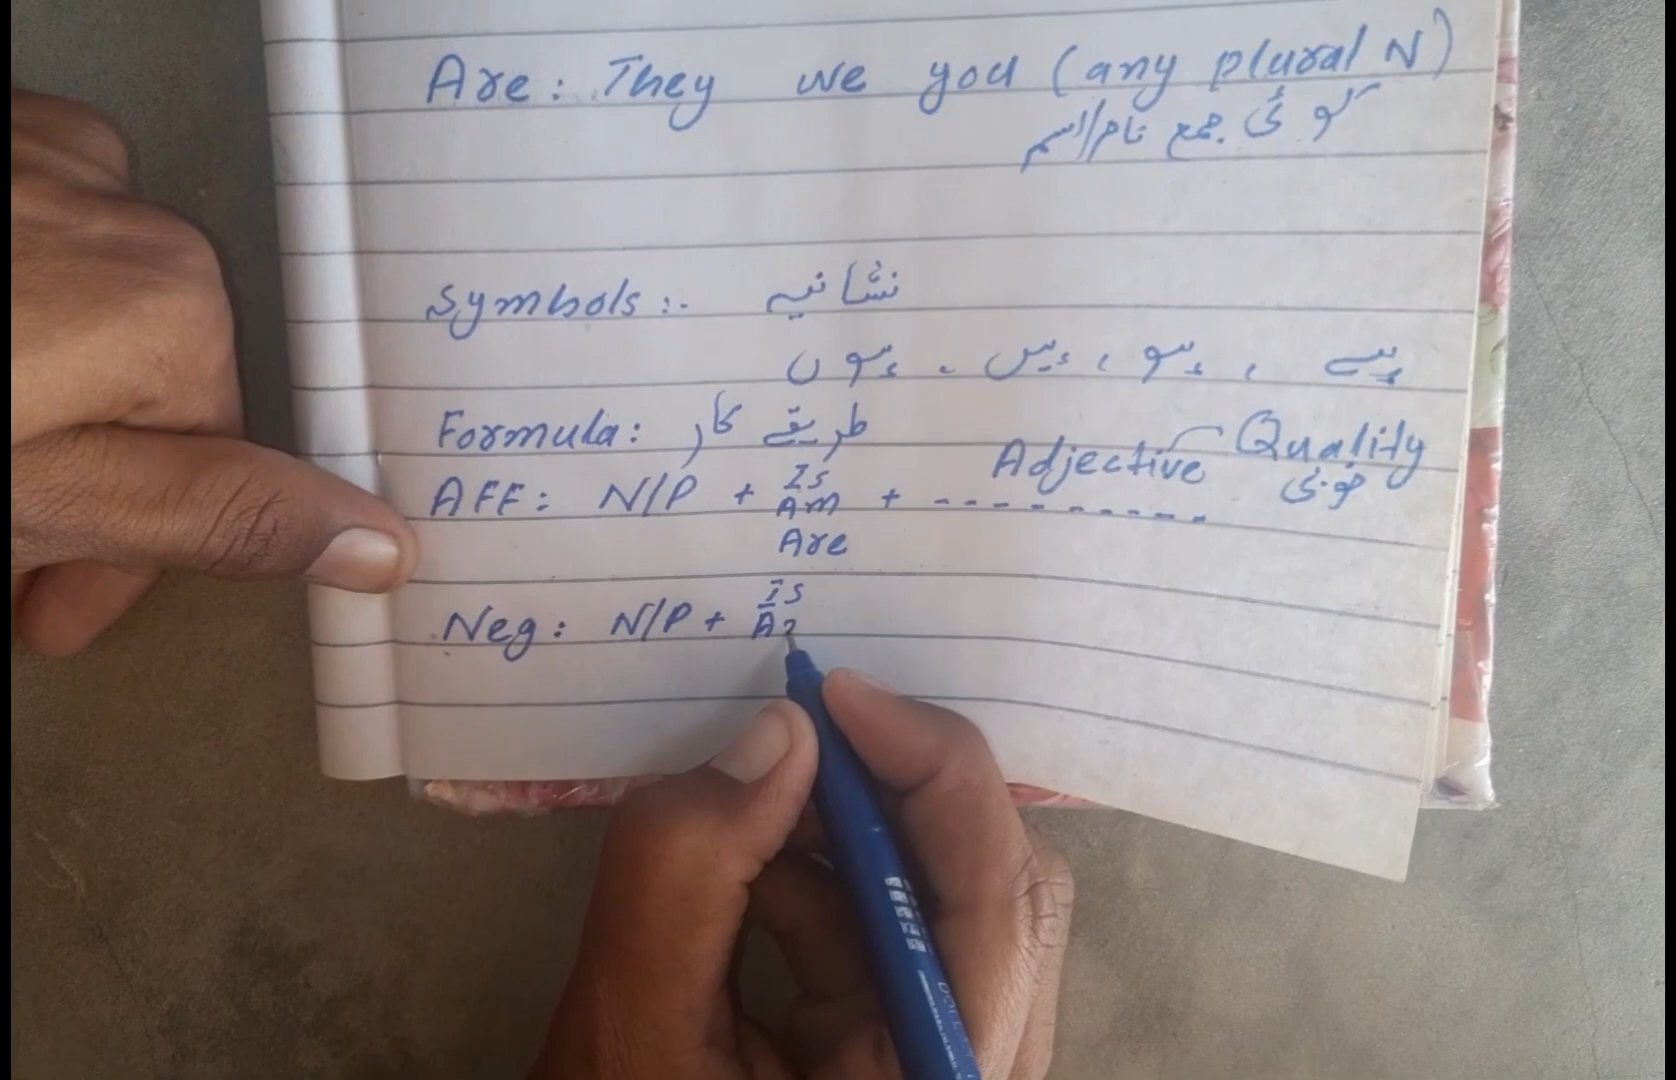 Are: They we you (any plural N)
کوئی جمع نام/اسم
Symbols:- نشانیہ
ہے ، ہو ، ہیں ۔ ہوں
Formula: طریقے کار
Adjective Quality
خوبی
AFF: N/P + Is Am Are + ---------
Neg: N/P + Is